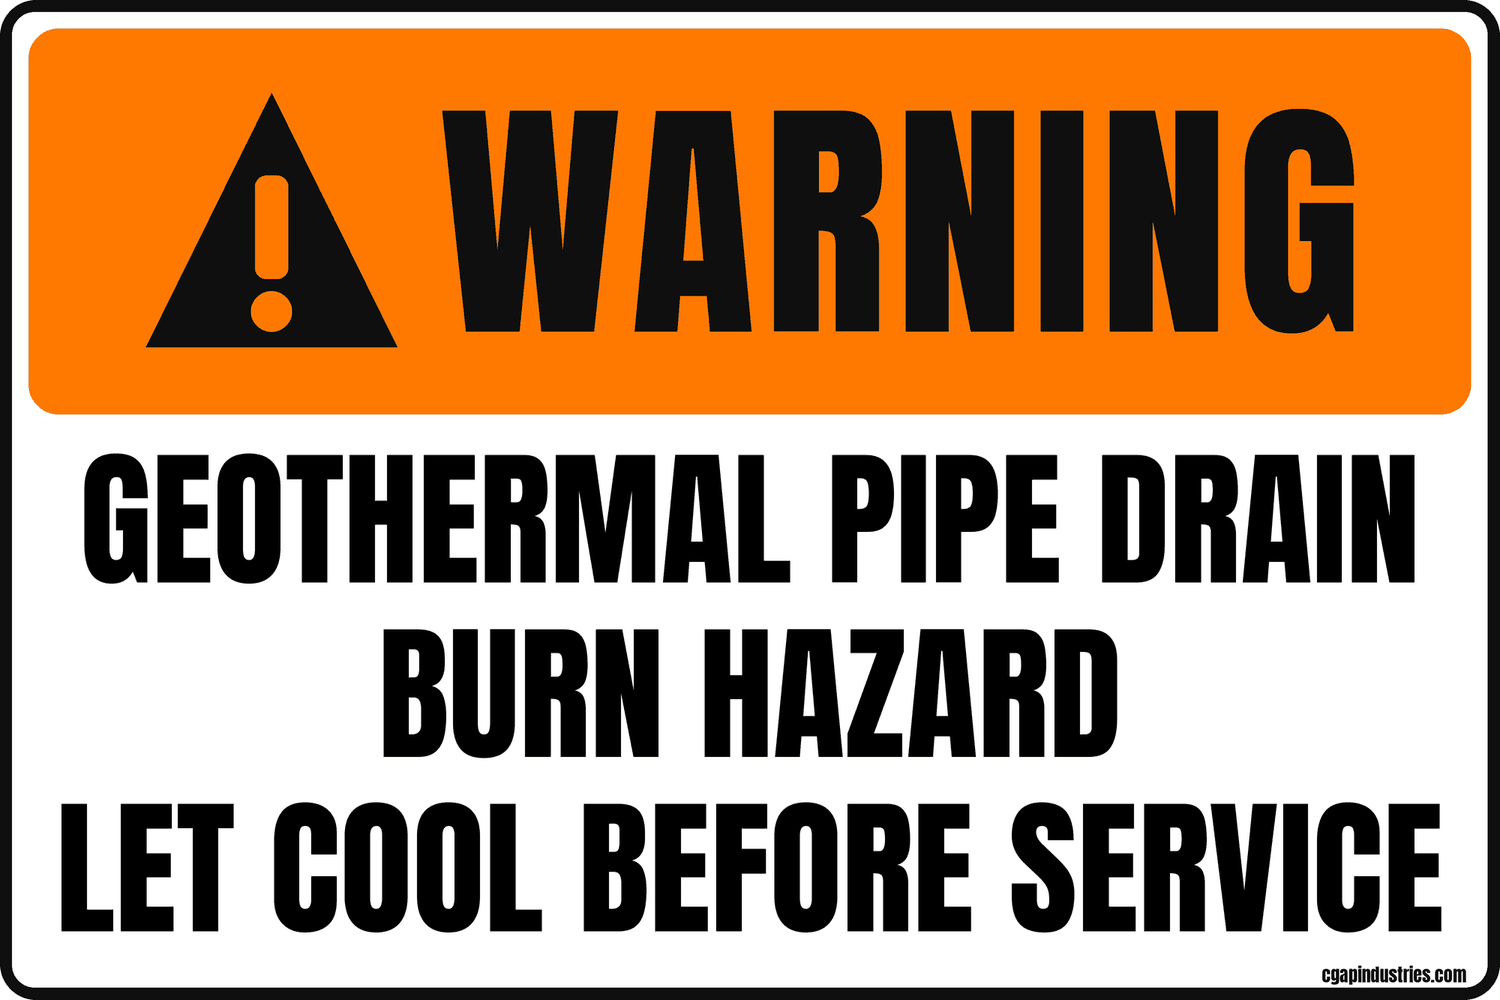 WARNING
GEOTHERMAL PIPE DRAIN
BURN HAZARD
LET COOL BEFORE SERVICE
cgapindustries.com